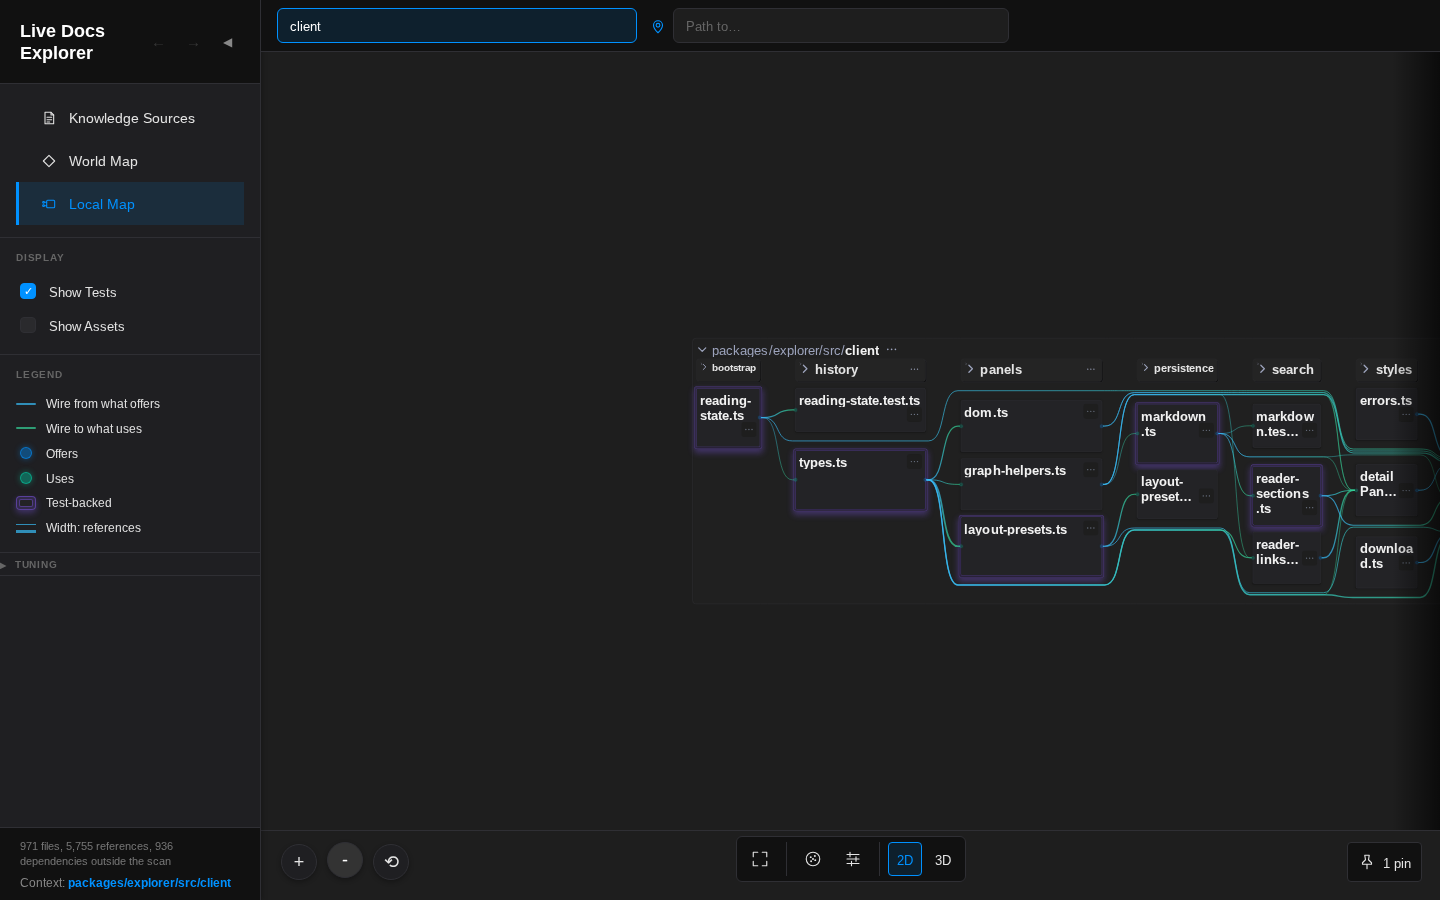 Live Docs
Explorer
← → ◀
client
Path to...
Knowledge Sources
World Map
Local Map
DISPLAY
✓ Show Tests
Show Assets
LEGEND
Wire from what offers
Wire to what uses
Offers
Uses
Test-backed
Width: references
▶ TUNING
971 files, 5,755 references, 936
dependencies outside the scan
Context: packages/explorer/src/client
packages/explorer/src/client ...
bootstrap
history ...
panels ...
persistence
search
styles
reading-
state.ts
...
reading-state.test.ts
...
types.ts ...
dom.ts ...
graph-helpers.ts ...
layout-presets.ts ...
markdown
.ts ...
layout-
preset... ...
markdow
n.tes... ...
reader-
sections
.ts ...
reader-
links... ...
errors.ts
...
detail
Pan... ...
downloa
d.ts ...
+
-
⟲
2D
3D
1 pin